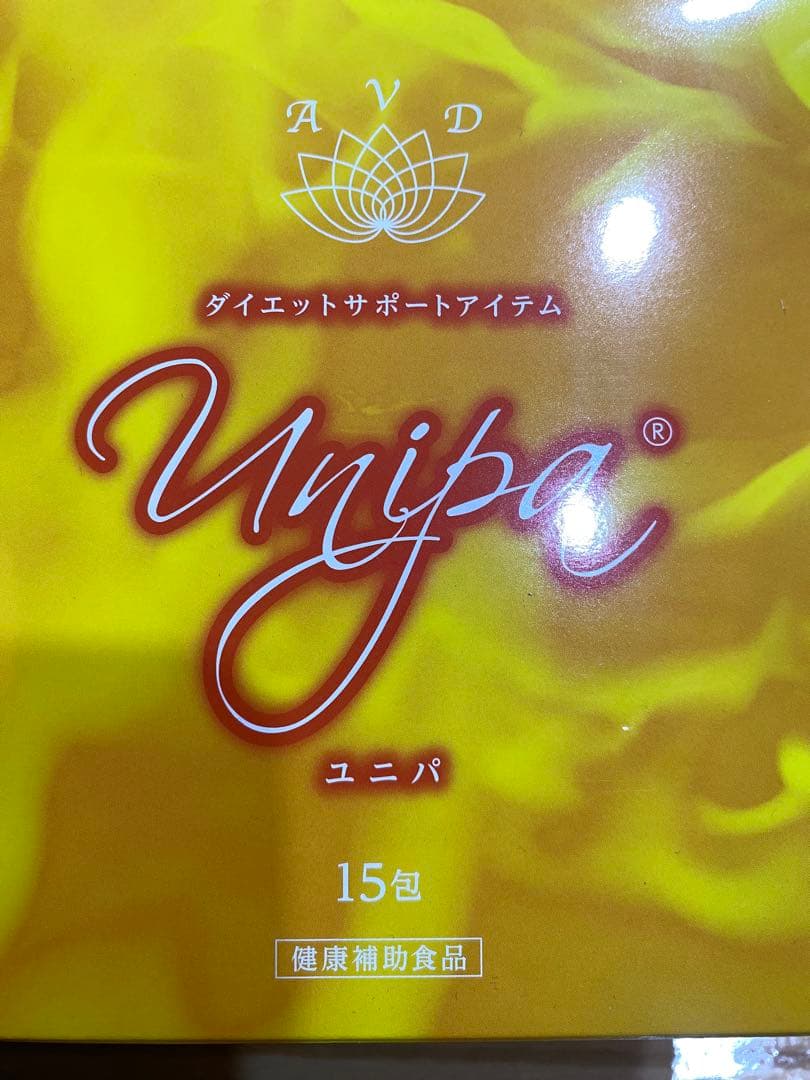 A V D
ダイエットサポートアイテム
Unipa®
ユニパ
15包
健康補助食品